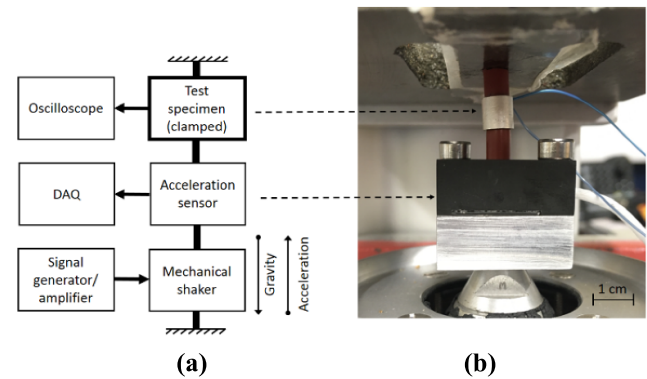 Oscilloscope
Test
specimen
(clamped)
DAQ
Acceleration
sensor
Signal
generator/
amplifier
Mechanical
shaker
Gravity
Acceleration
1 cm
(a)
(b)